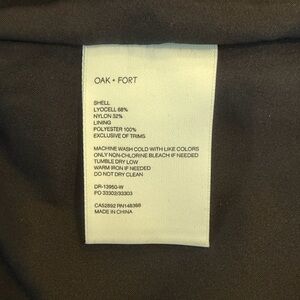 OAK + FORT
SHELL
LYOCELL 68%
NYLON 32%
LINING
POLYESTER 100%
EXCLUSIVE OF TRIMS
MACHINE WASH COLD WITH LIKE COLORS
ONLY NON-CHLORINE BLEACH IF NEEDED
TUMBLE DRY LOW
WARM IRON IF NEEDED
DO NOT DRY CLEAN
DR-13950-W
PO 33302/33303
CA52892 RN148398
MADE IN CHINA